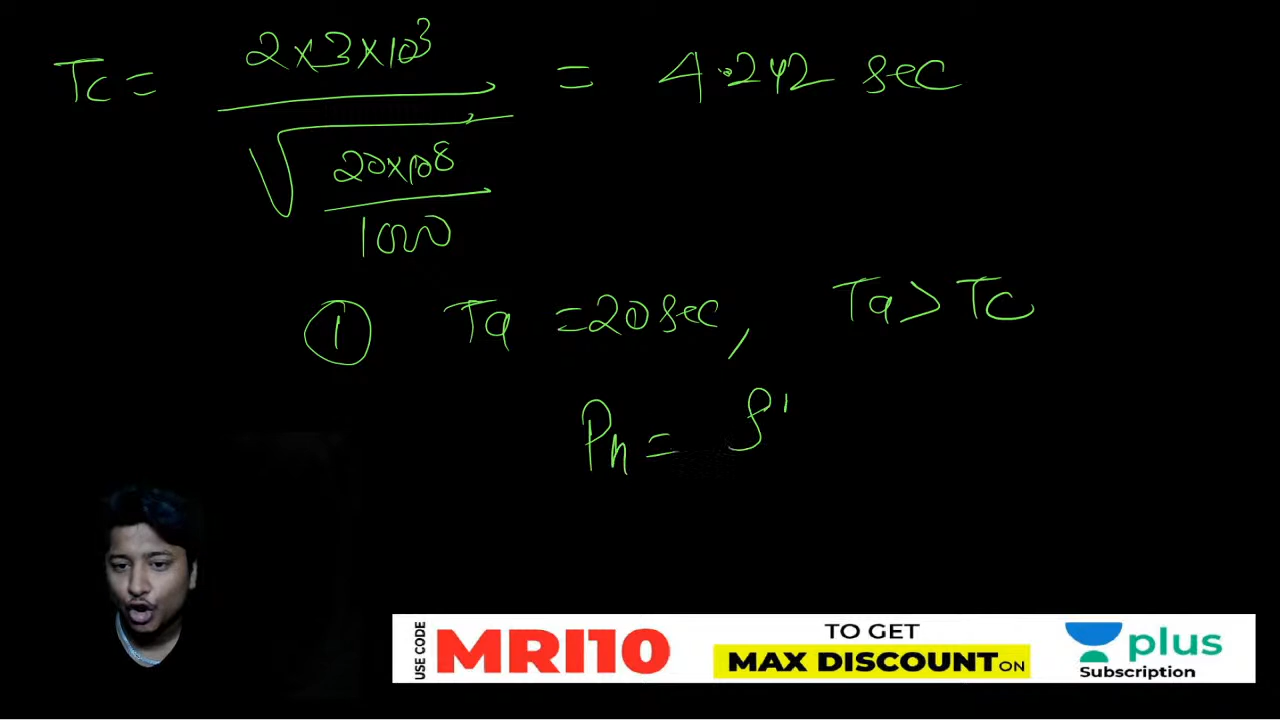 Tc = 2×3×10³ / √(20×10⁸ / 1000) = 4.242 sec
① Ta = 20 sec, Ta > Tc
Ph = ρ'
USE CODE MRI10 TO GET MAX DISCOUNT ON plus Subscription